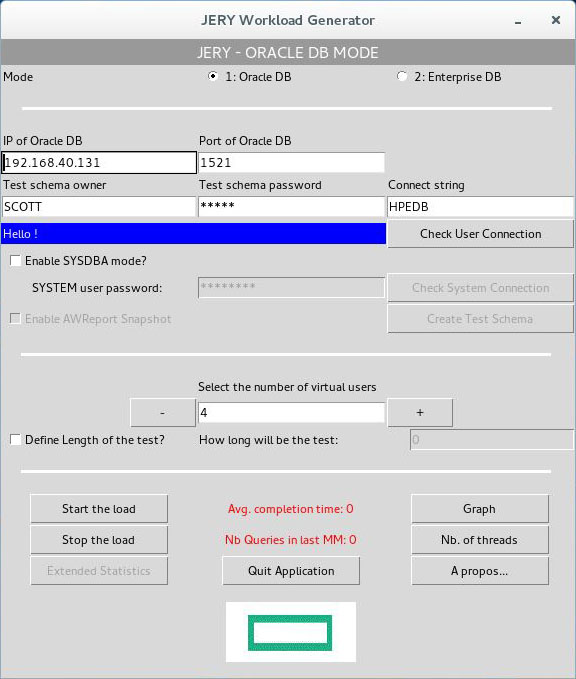 JERY Workload Generator
JERY - ORACLE DB MODE
Mode 1: Oracle DB 2: Enterprise DB
IP of Oracle DB Port of Oracle DB
192.168.40.131 1521
Test schema owner Test schema password Connect string
SCOTT ***** HPEDB
Hello ! Check User Connection
Enable SYSDBA mode?
SYSTEM user password: ******** Check System Connection
Enable AWReport Snapshot Create Test Schema
Select the number of virtual users
- 4 +
Define Length of the test? How long will be the test: 0
Start the load Avg. completion time: 0 Graph
Stop the load Nb Queries in last MM: 0 Nb. of threads
Extended Statistics Quit Application A propos...